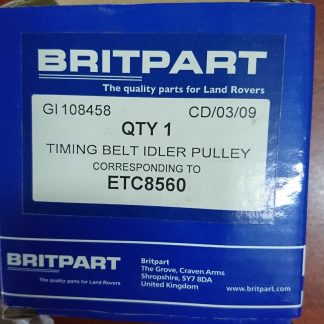 BRITPART
The quality parts for Land Rovers
GI 108458 CD/03/09
QTY 1
TIMING BELT IDLER PULLEY
CORRESPONDING TO
ETC8560
BRITPART
The quality parts for Land Rovers
Britpart
The Grove, Craven Arms
Shropshire, SY7 8DA
United Kingdom
www.britpart.com